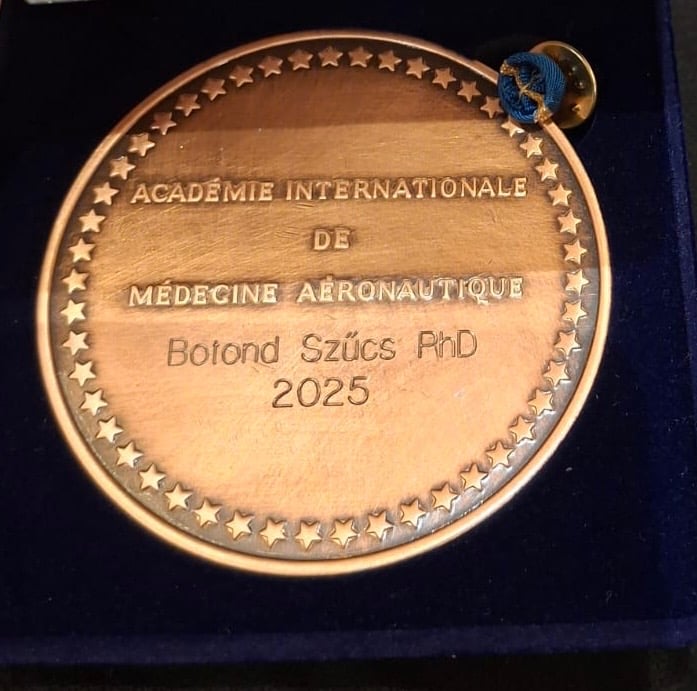 ACADÉMIE INTERNATIONALE
DE
MÉDECINE AÉRONAUTIQUE
Botond Szűcs PhD
2025